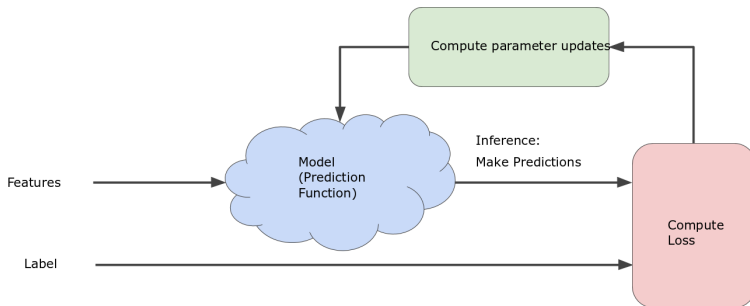 Compute parameter updates
Inference:
Make Predictions
Model
(Prediction
Function)
Features
Compute
Loss
Label